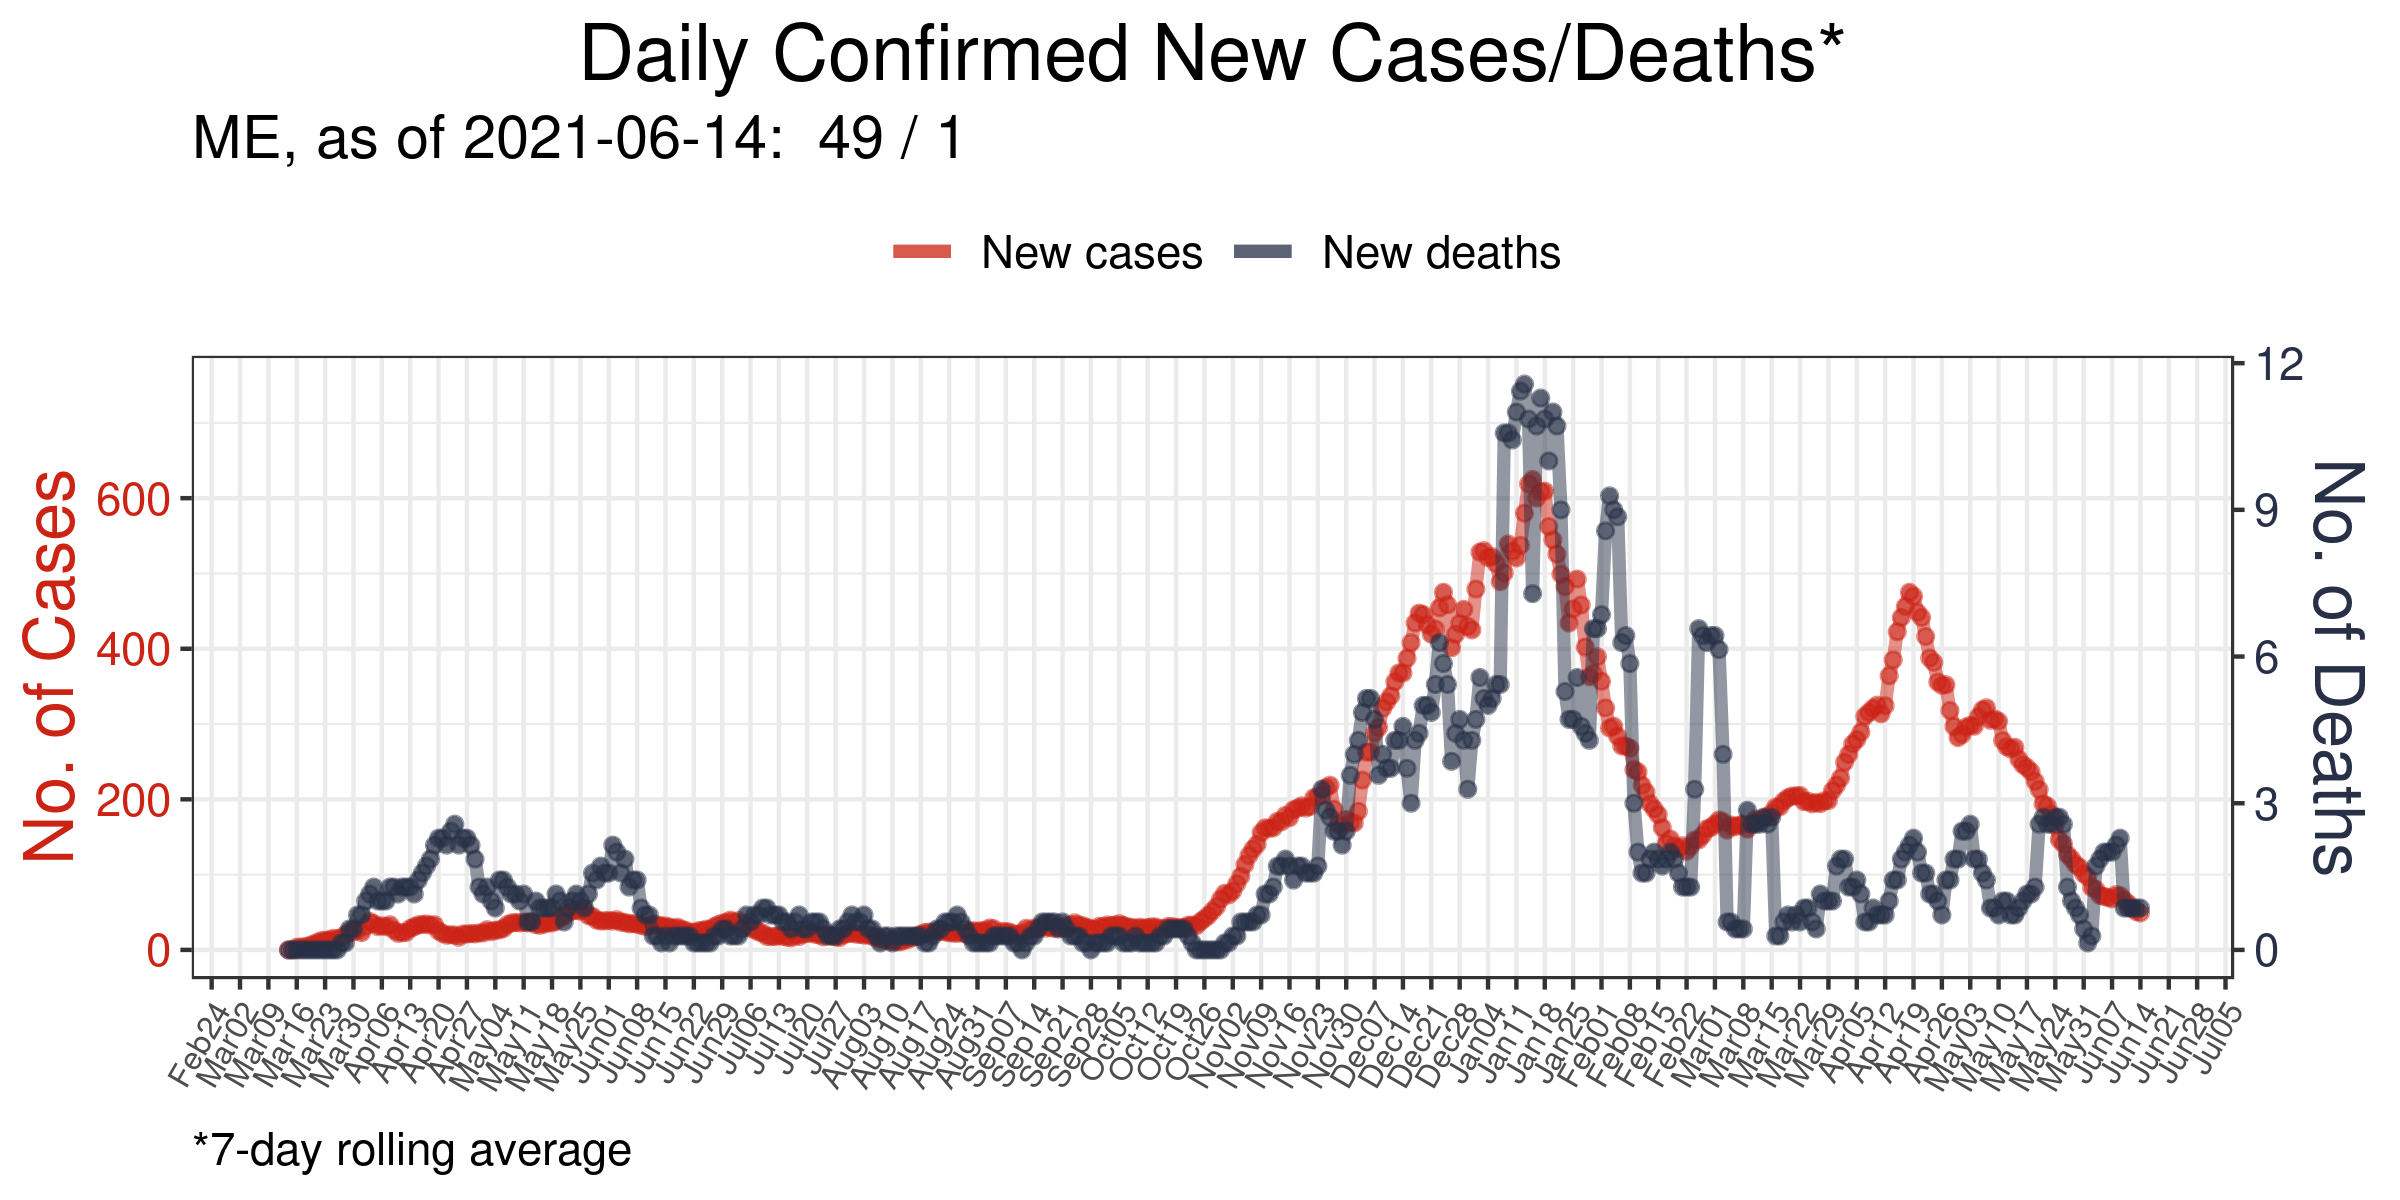 Daily Confirmed New Cases/Deaths*
ME, as of 2021-06-14:  49 / 1
New cases
New deaths
No. of Cases
600
400
200
0
12
9
6
3
0
No. of Deaths
Feb24
Mar02
Mar09
Mar16
Mar23
Mar30
Apr06
Apr13
Apr20
Apr27
May04
May11
May18
May25
Jun01
Jun08
Jun15
Jun22
Jun29
Jul06
Jul13
Jul20
Jul27
Aug03
Aug10
Aug17
Aug24
Aug31
Sep07
Sep14
Sep21
Sep28
Oct05
Oct12
Oct19
Oct26
Nov02
Nov09
Nov16
Nov23
Nov30
Dec07
Dec14
Dec21
Dec28
Jan04
Jan11
Jan18
Jan25
Feb01
Feb08
Feb15
Feb22
Mar01
Mar08
Mar15
Mar22
Mar29
Apr05
Apr12
Apr19
Apr26
May03
May10
May17
May24
May31
Jun07
Jun14
Jun21
Jun28
Jul05
*7-day rolling average